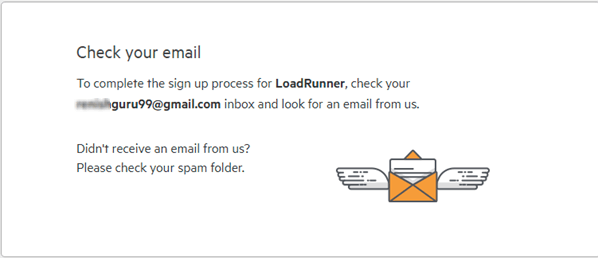 Check your email
To complete the sign up process for LoadRunner, check your
guru99@gmail.com inbox and look for an email from us.
Didn't receive an email from us?
Please check your spam folder.